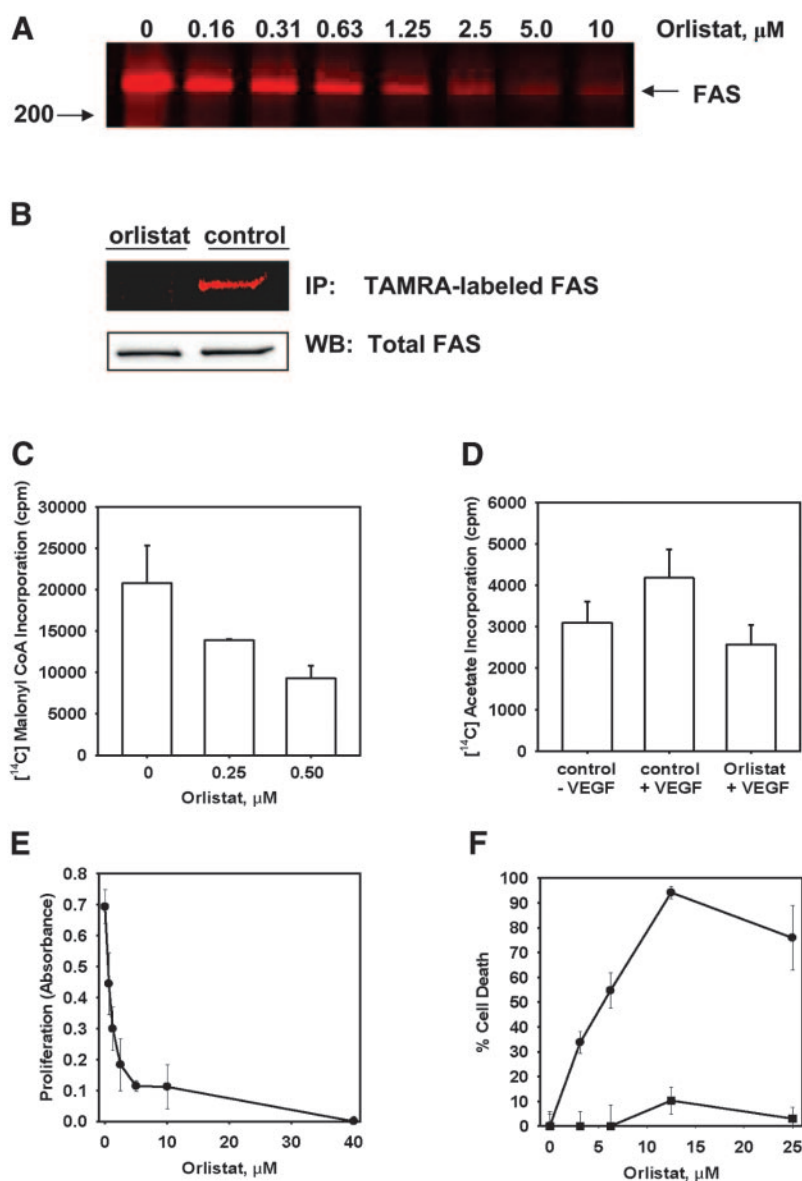 A
0 0.16 0.31 0.63 1.25 2.5 5.0 10 Orlistat, μM
200
FAS
B
orlistat control
IP: TAMRA-labeled FAS
WB: Total FAS
C
[¹⁴C] Malonyl CoA Incorporation (cpm)
30000
25000
20000
15000
10000
5000
0
0 0.25 0.50
Orlistat, μM
D
[¹⁴C] Acetate Incorporation (cpm)
6000
5000
4000
3000
2000
1000
0
control control Orlistat
- VEGF + VEGF + VEGF
E
Proliferation (Absorbance)
0.8
0.7
0.6
0.5
0.4
0.3
0.2
0.1
0.0
0 10 20 30 40
Orlistat, μM
F
% Cell Death
100
90
80
70
60
50
40
30
20
10
0
0 5 10 15 20 25
Orlistat, μM